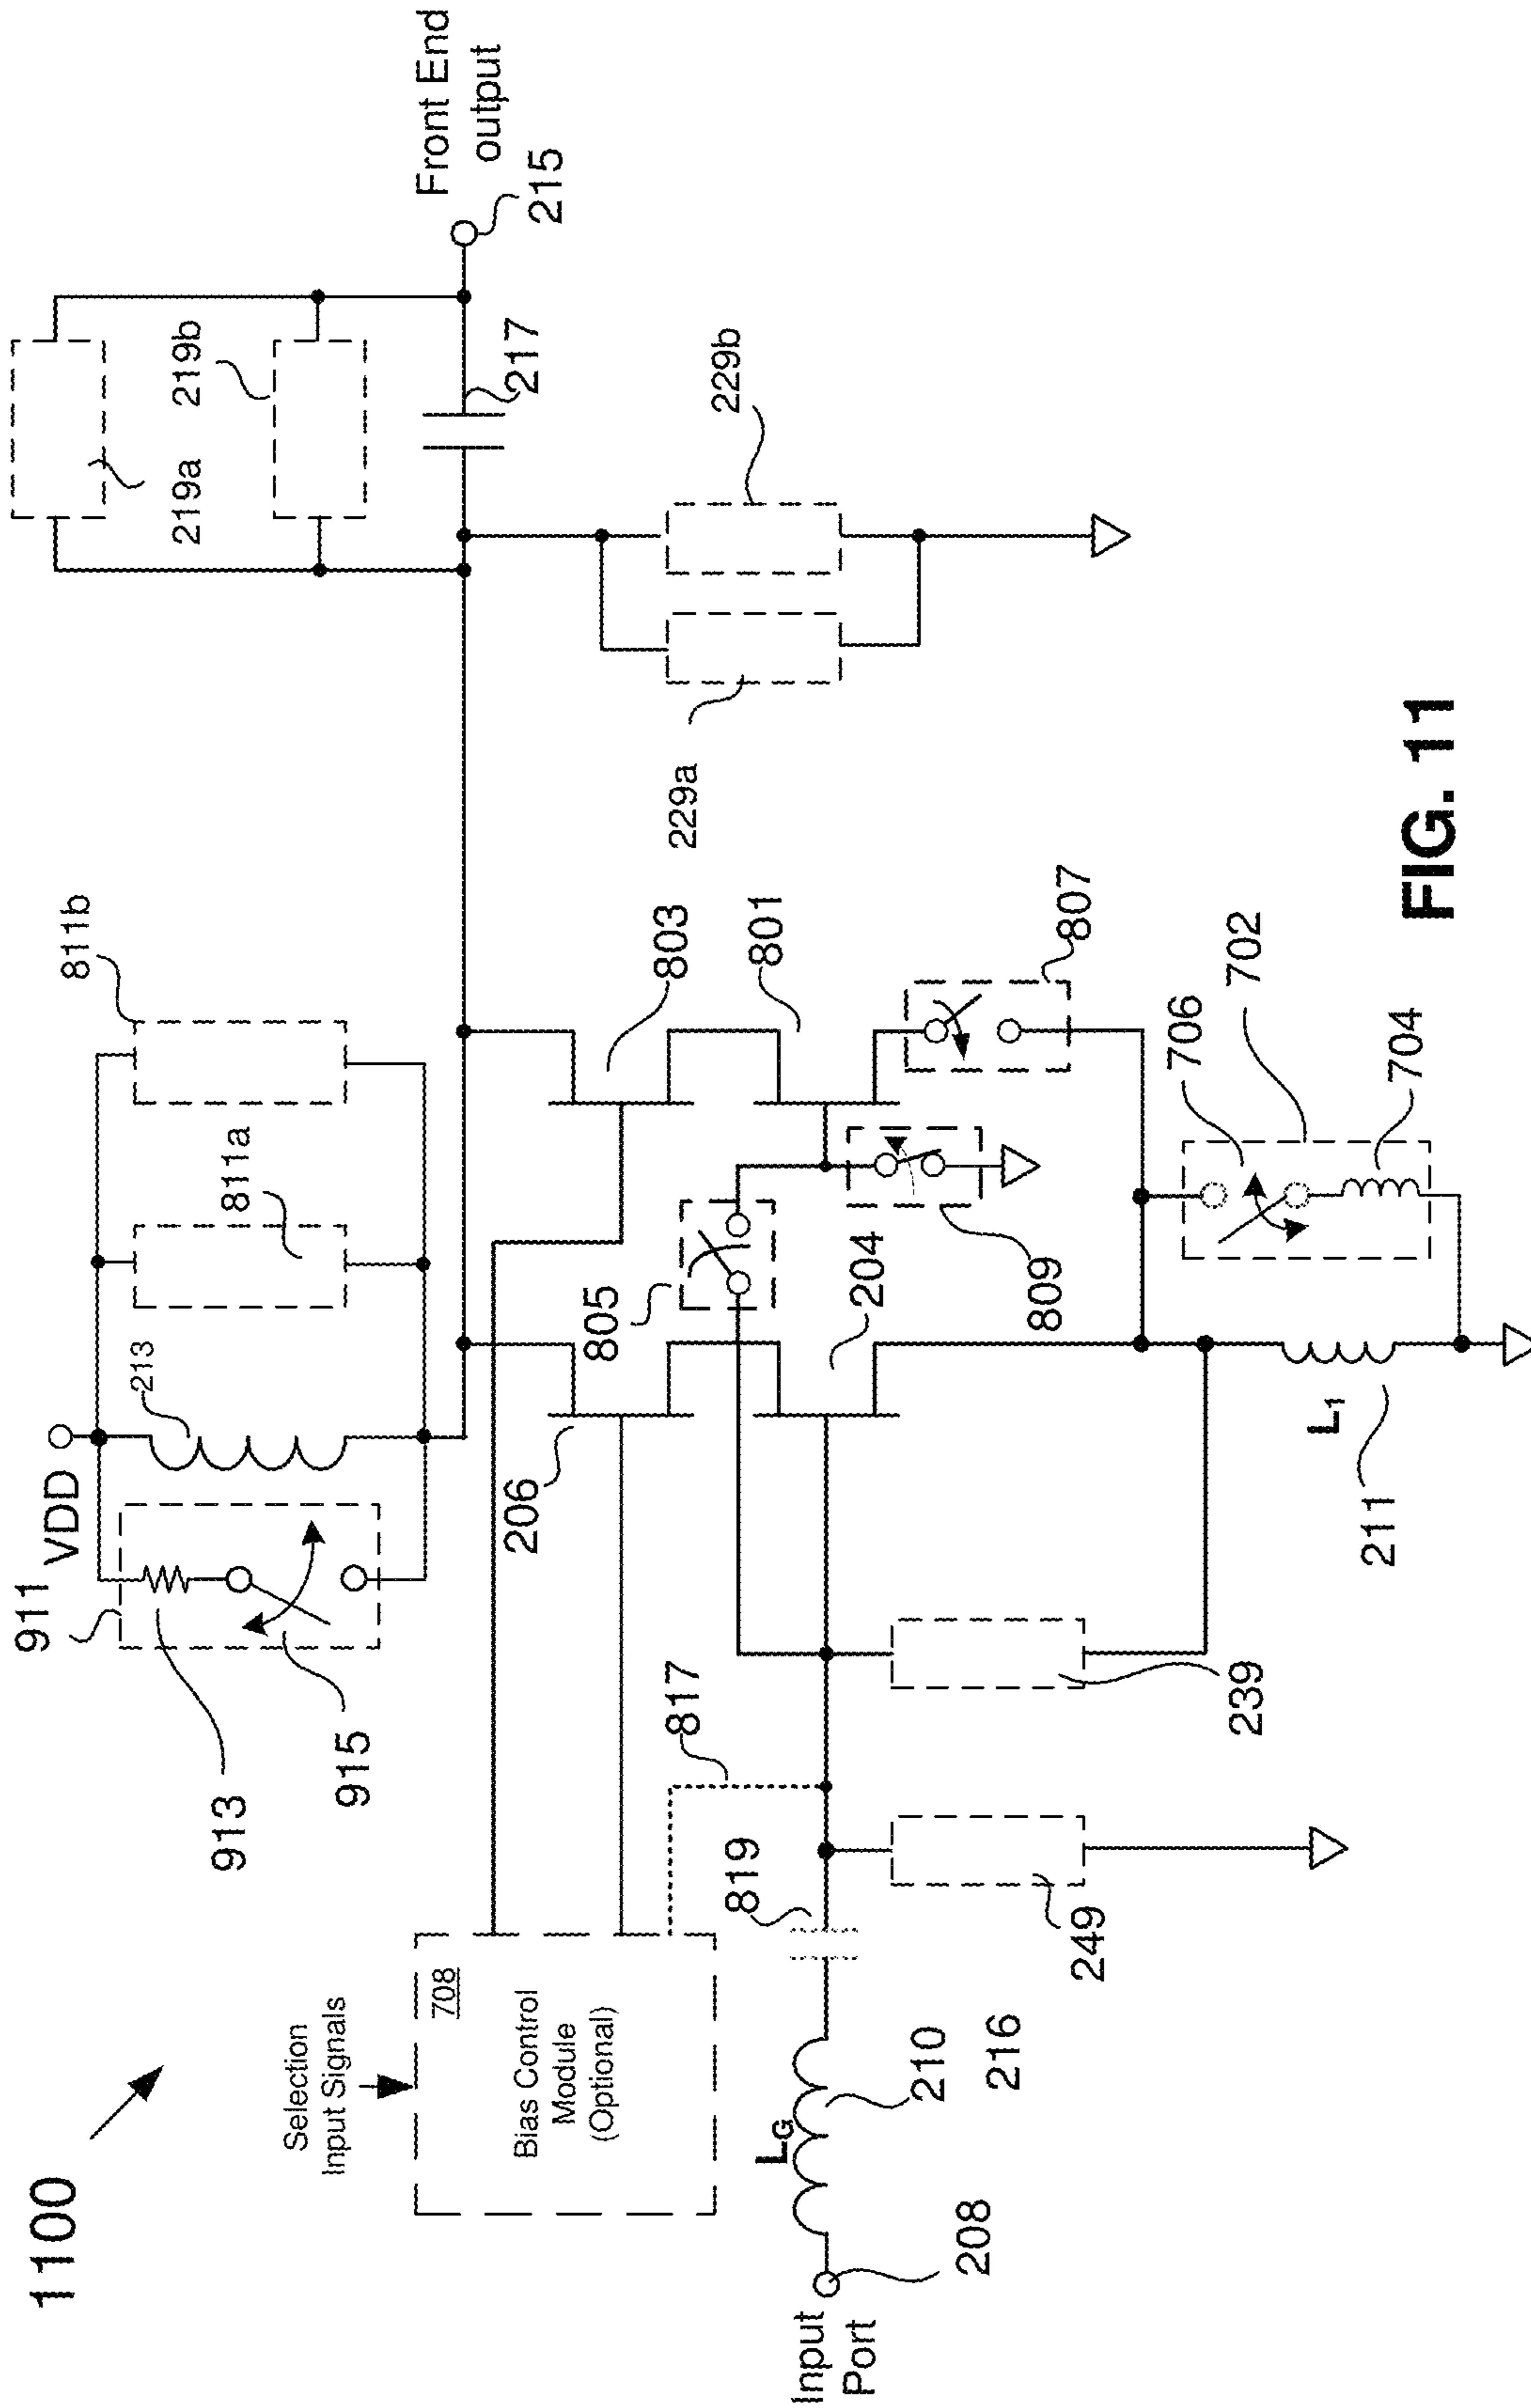 1100
Selection
Input Signals
708
Bias Control
Module
(Optional)
911
VDD
213
811a
811b
913
915
206
803
805
801
204
809
807
817
819
Input
Port
208
LG
210
216
249
239
L1
211
706
702
704
219a
219b
217
Front End
output
215
229a
229b
FIG. 11